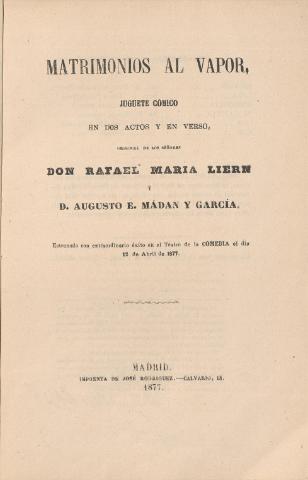 MATRIMONIOS AL VAPOR,
JUGUETE CÓMICO
EN DOS ACTOS Y EN VERSO,
ORIGINAL DE LOS SEÑORES
DON RAFAEL MARIA LIERN
Y
D. AUGUSTO E. MÁDAN Y GARCÍA.
Estrenado con extraordinario éxito en el Teatro de la COMEDIA el dia
12 de Abril de 1877.
MADRID.
IMPRENTA DE JOSÉ RODRIGUEZ.—CALVARIO, 18.
1877.